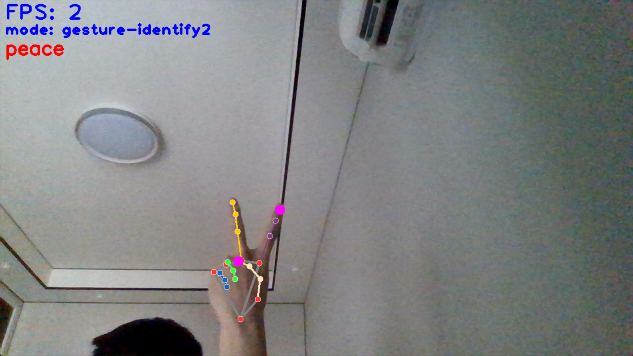 FPS: 2
mode: gesture-identify2
peace